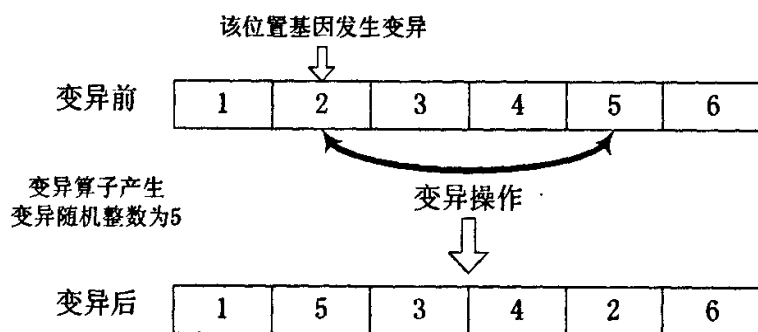 该位置基因发生变异
变异前 1 2 3 4 5 6
变异算子产生
变异随机整数为5
变异操作
变异后 1 5 3 4 2 6